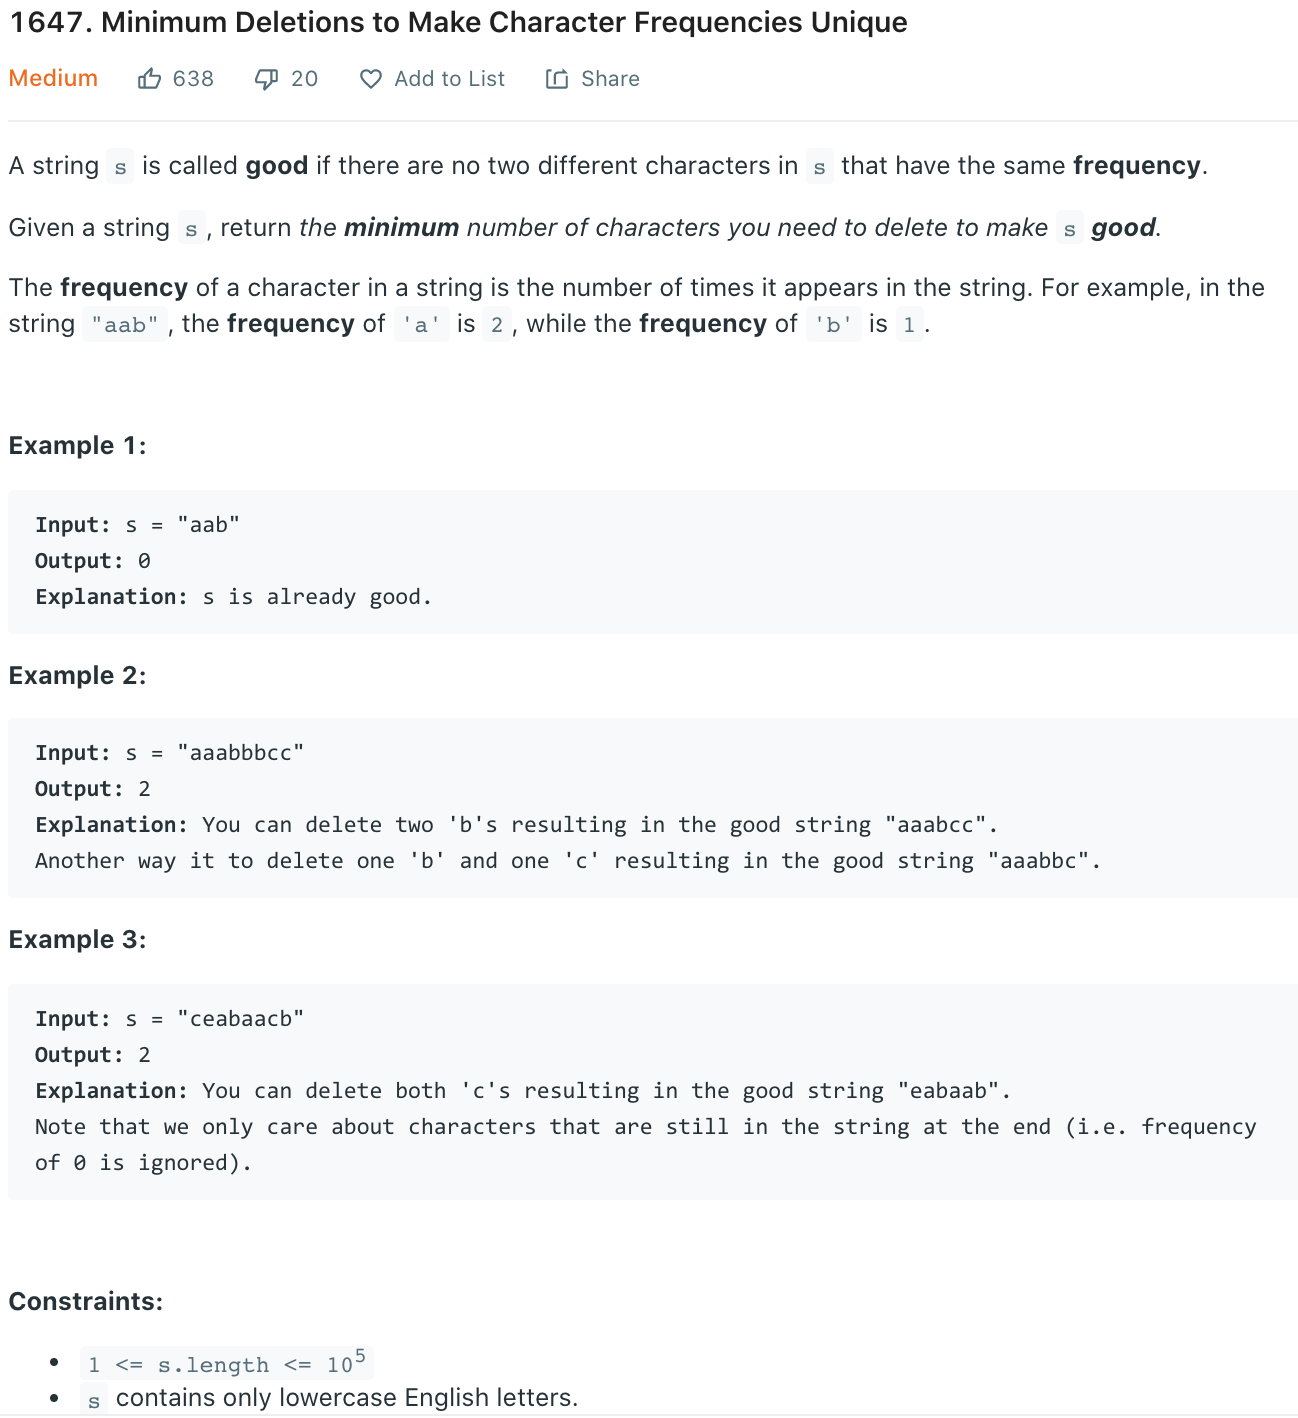 1647. Minimum Deletions to Make Character Frequencies Unique
Medium 638 20 Add to List Share
A string s is called good if there are no two different characters in s that have the same frequency.
Given a string s, return the minimum number of characters you need to delete to make s good.
The frequency of a character in a string is the number of times it appears in the string. For example, in the
string "aab", the frequency of 'a' is 2, while the frequency of 'b' is 1.
Example 1:
Input: s = "aab"
Output: 0
Explanation: s is already good.
Example 2:
Input: s = "aaabbbcc"
Output: 2
Explanation: You can delete two 'b's resulting in the good string "aaabcc".
Another way it to delete one 'b' and one 'c' resulting in the good string "aaabbc".
Example 3:
Input: s = "ceabaacb"
Output: 2
Explanation: You can delete both 'c's resulting in the good string "eabaab".
Note that we only care about characters that are still in the string at the end (i.e. frequency
of 0 is ignored).
Constraints:
• 1 <= s.length <= 10⁵
• s contains only lowercase English letters.